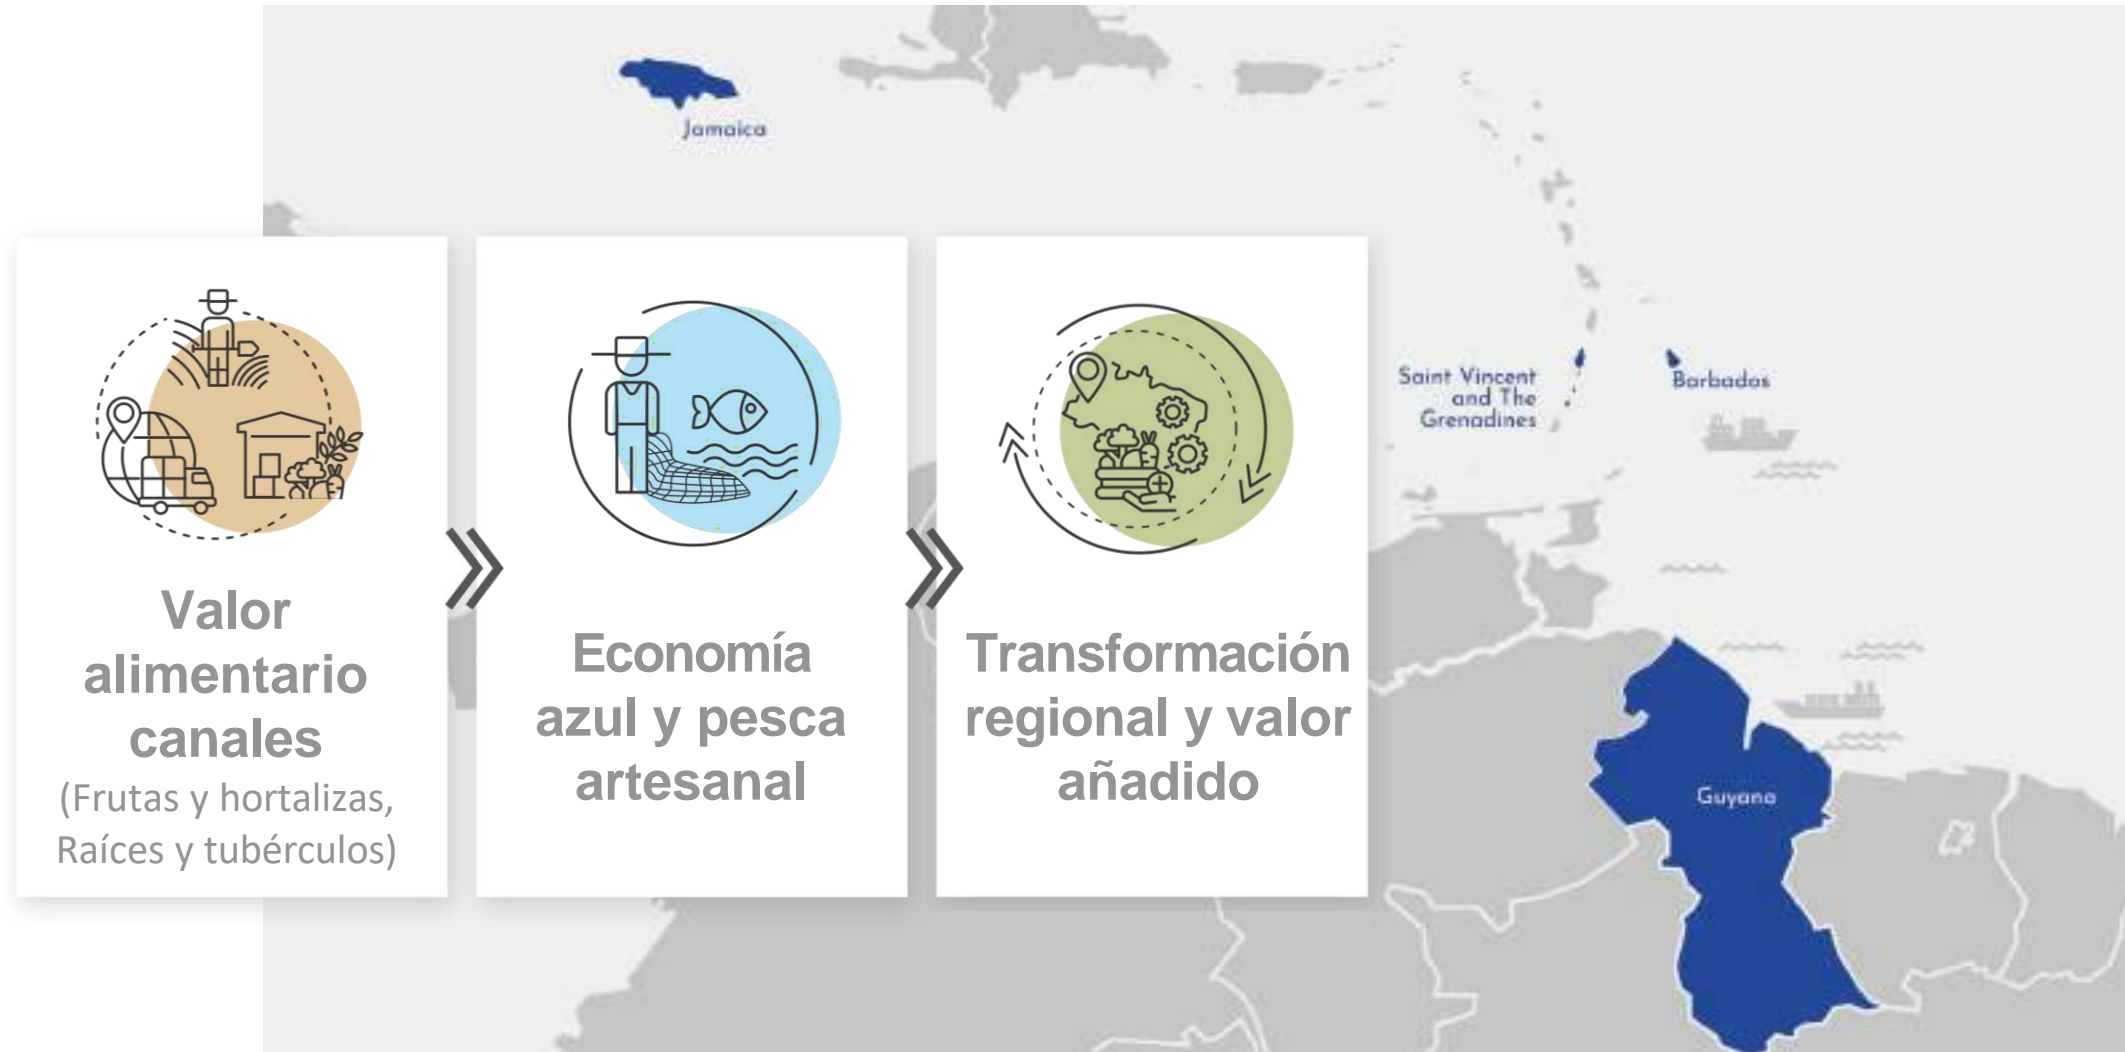 Jamaica
Valor
alimentario
canales
(Frutas y hortalizas,
Raíces y tubérculos)
Economía
azul y pesca
artesanal
Transformación
regional y valor
añadido
Saint Vincent
and The
Grenadines
Barbados
Guyana